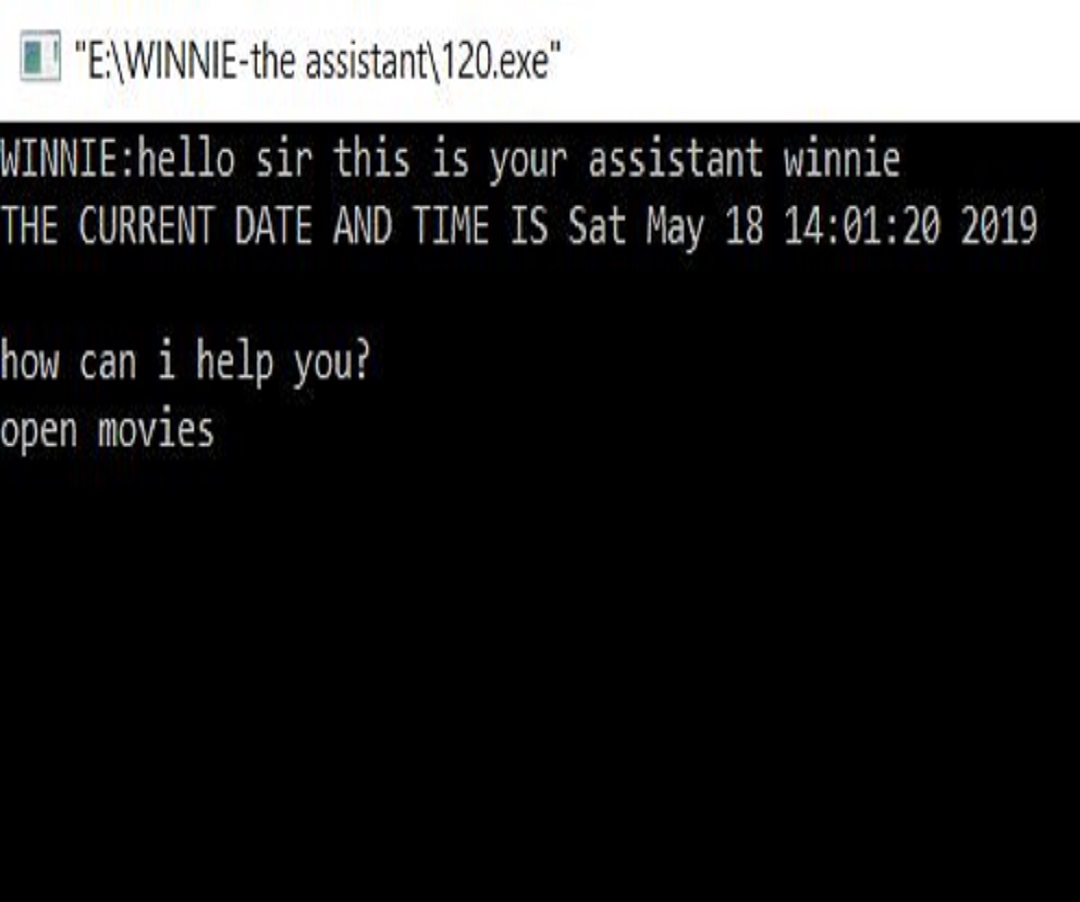 "E:\WINNIE-the assistant\120.exe"
WINNIE:hello sir this is your assistant winnie
THE CURRENT DATE AND TIME IS Sat May 18 14:01:20 2019
how can i help you?
open movies